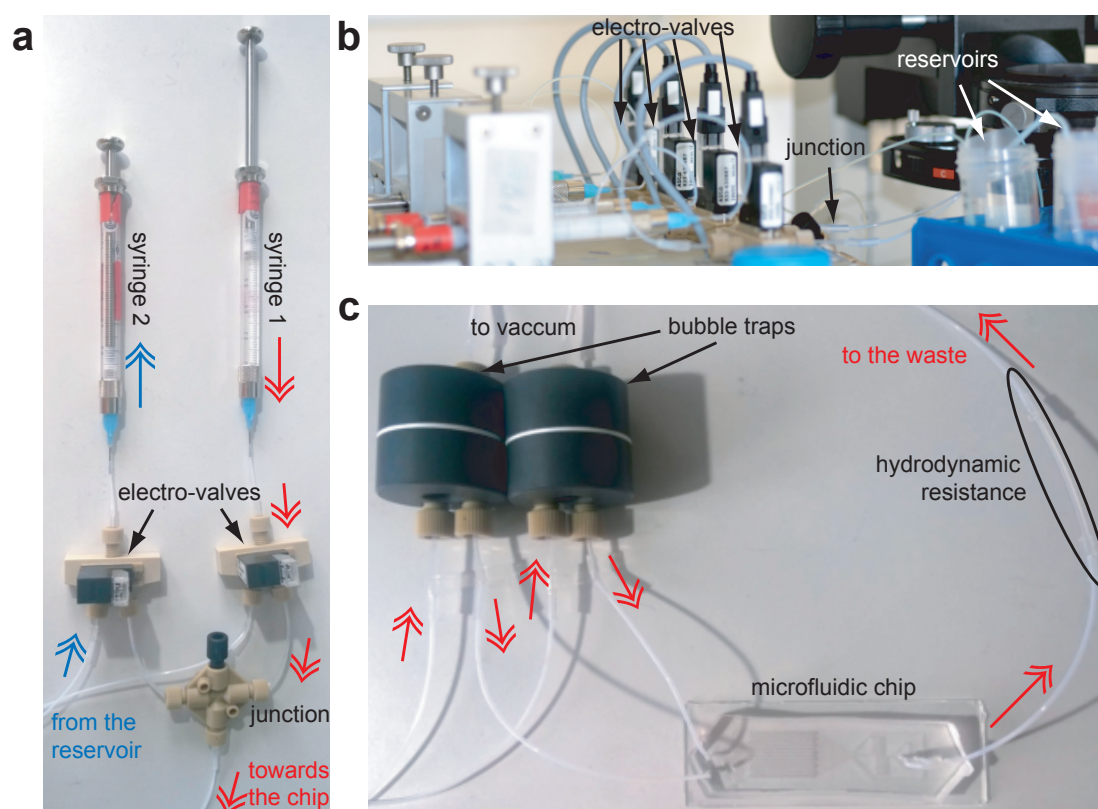 a
syringe 2
syringe 1
electro-valves
from the
reservoir
junction
towards
the chip
b
electro-valves
reservoirs
junction
c
to vaccum
bubble traps
to the waste
hydrodynamic
resistance
microfluidic chip